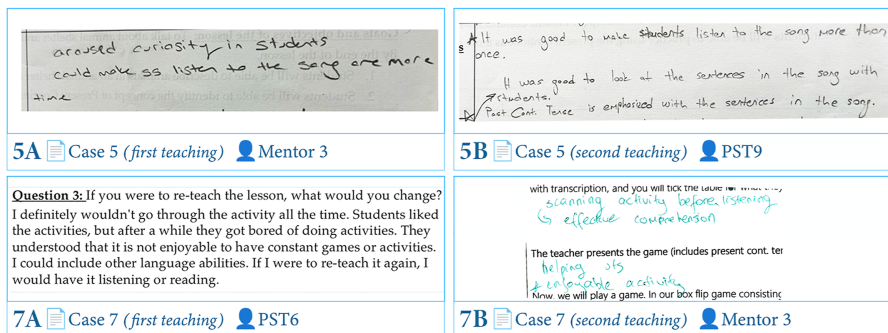 aroused curiosity in students
could make ss listen to the song one more
time
5A Case 5 (first teaching) Mentor 3
It was good to make students listen to the song more than
s
once.
It was good to look at the sentences in the song with
students.
Past Cont. Tense is emphasized with the sentences in the song.
5B Case 5 (second teaching) PST9
Question 3: If you were to re-teach the lesson, what would you change?
I definitely wouldn't go through the activity all the time. Students liked
the activities, but after a while they got bored of doing activities. They
understood that it is not enjoyable to have constant games or activities.
I could include other language abilities. If I were to re-teach it again, I
would have it listening or reading.
7A Case 7 (first teaching) PST6
with transcription, and you will tick the table
scanning activity before listening
effective comprehension
The teacher presents the game (includes present cont. ter
helping sts
enjoyable activity
Now, we will play a game. In our box flip game consisting
7B Case 7 (second teaching) Mentor 3